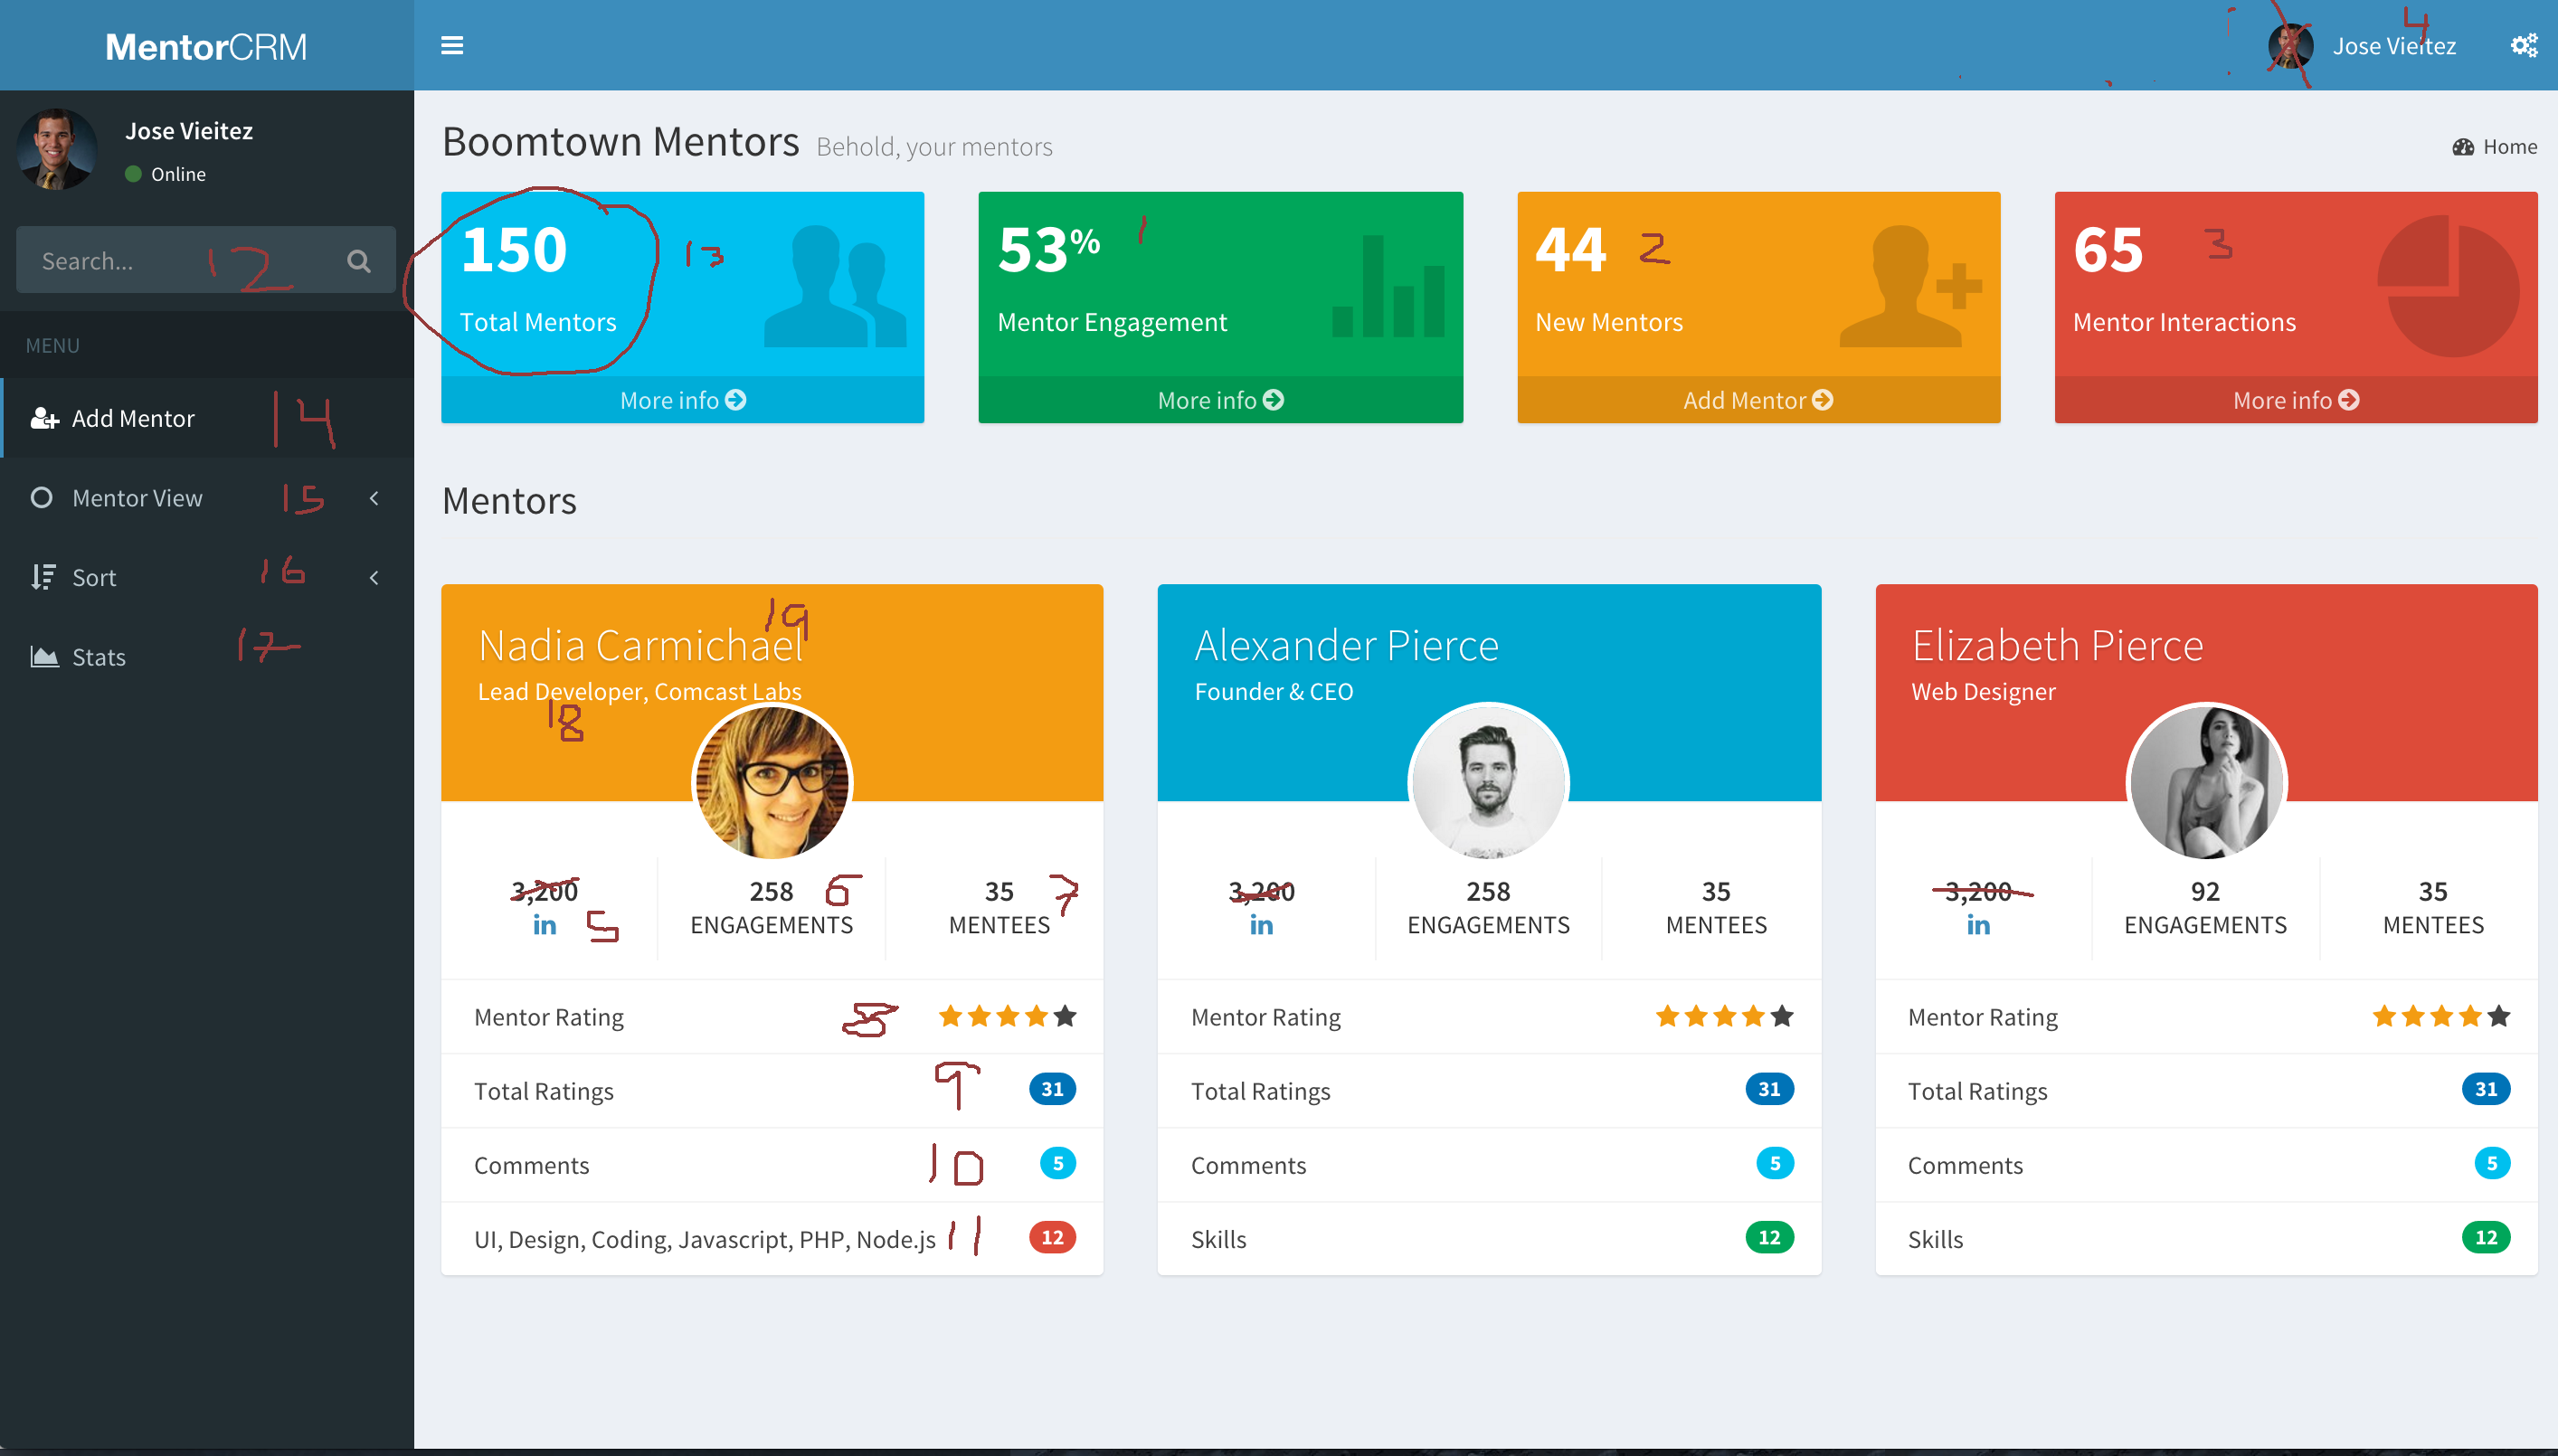 MentorCRM
Jose Vieitez 4
Jose Vieitez
Online
Search... 12
MENU
Add Mentor 14
Mentor View 15
Sort 16
Stats 17
Boomtown Mentors Behold, your mentors
Home
150 13
Total Mentors
More info
53% 1
Mentor Engagement
More info
44 2
New Mentors
Add Mentor
65 3
Mentor Interactions
More info
Mentors
19
Nadia Carmichael
Lead Developer, Comcast Labs
18
3,200
in 5
258 6
ENGAGEMENTS
35 7
MENTEES
Mentor Rating 8
Total Ratings 9 31
Comments 10 5
UI, Design, Coding, Javascript, PHP, Node.js 11 12
Alexander Pierce
Founder & CEO
3,200
in
258
ENGAGEMENTS
35
MENTEES
Mentor Rating
Total Ratings 31
Comments 5
Skills 12
Elizabeth Pierce
Web Designer
3,200
in
92
ENGAGEMENTS
35
MENTEES
Mentor Rating
Total Ratings 31
Comments 5
Skills 12